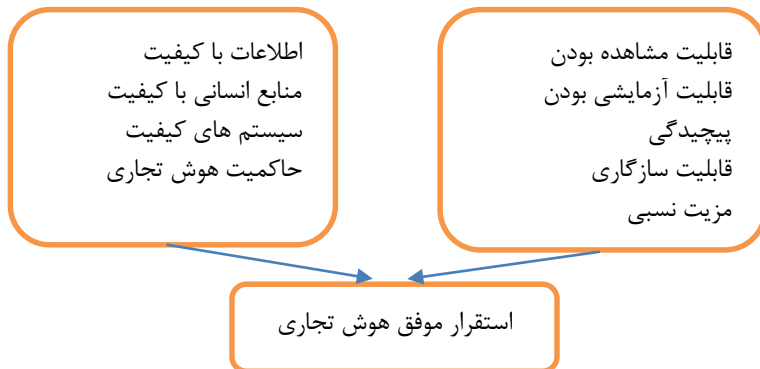 قابلیت مشاهده بودن
قابلیت آزمایشی بودن
پیچیدگی
قابلیت سازگاری
مزیت نسبی
اطلاعات با کیفیت
منابع انسانی با کیفیت
سیستم های کیفیت
حاکمیت هوش تجاری
استقرار موفق هوش تجاری